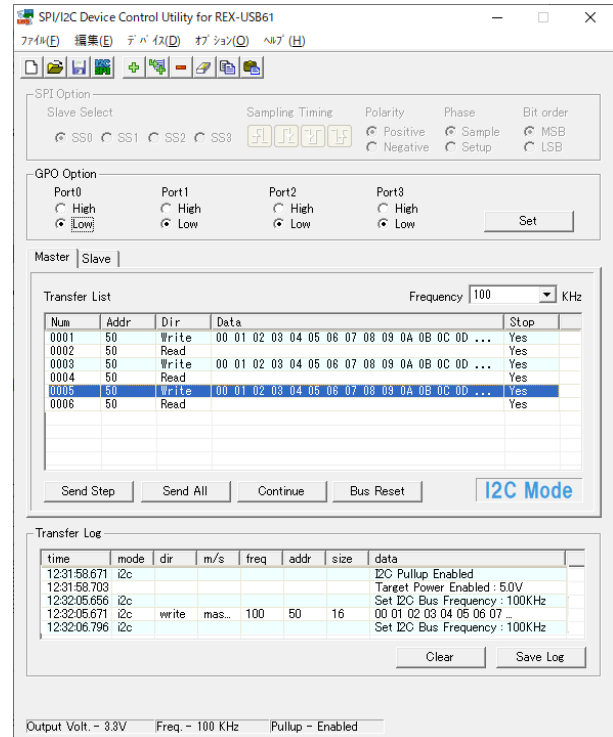 SPI/I2C Device Control Utility for REX-USB61
ファイル(F) 編集(E) デバイス(D) オプション(O) ヘルプ(H)
SPI Option
Slave Select Sampling Timing Polarity Phase Bit order
SS0 SS1 SS2 SS3 Positive Sample MSB
Negative Setup LSB
GPO Option
Port0 Port1 Port2 Port3
High High High High
Low Low Low Low Set
Master Slave
Transfer List Frequency 100 KHz
Num Addr Dir Data Stop
0001 50 Write 00 01 02 03 04 05 06 07 08 09 0A 0B 0C 0D ... Yes
0002 50 Read Yes
0003 50 Write 00 01 02 03 04 05 06 07 08 09 0A 0B 0C 0D ... Yes
0004 50 Read Yes
0005 50 Write 00 01 02 03 04 05 06 07 08 09 0A 0B 0C 0D ... Yes
0006 50 Read Yes
Send Step Send All Continue Bus Reset I2C Mode
Transfer Log
time mode dir m/s freq addr size data
12:31:58.671 i2c I2C Pullup Enabled
12:31:58.703 Target Power Enabled : 5.0V
12:32:05.656 i2c Set I2C Bus Frequency : 100KHz
12:32:05.671 i2c write mas... 100 50 16 00 01 02 03 04 05 06 07 ...
12:32:06.796 i2c Set I2C Bus Frequency : 100KHz
Clear Save Log
Output Volt. - 3.3V Freq. - 100 KHz Pullup - Enabled